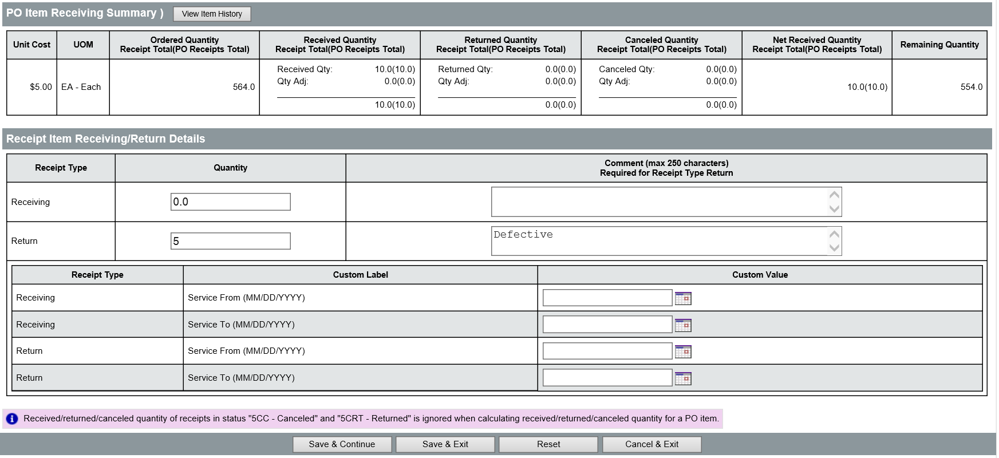 PO Item Receiving Summary )
View Item History
Unit Cost
UOM
Ordered Quantity
Receipt Total(PO Receipts Total)
Received Quantity
Receipt Total(PO Receipts Total)
Returned Quantity
Receipt Total(PO Receipts Total)
Canceled Quantity
Receipt Total(PO Receipts Total)
Net Received Quantity
Receipt Total(PO Receipts Total)
Remaining Quantity
$5.00
EA - Each
564.0
Received Qty: 10.0(10.0)
Qty Adj: 0.0(0.0)
10.0(10.0)
Returned Qty: 0.0(0.0)
Qty Adj: 0.0(0.0)
0.0(0.0)
Canceled Qty: 0.0(0.0)
Qty Adj: 0.0(0.0)
0.0(0.0)
10.0(10.0)
554.0
Receipt Item Receiving/Return Details
Receipt Type
Quantity
Comment (max 250 characters)
Required for Receipt Type Return
Receiving
0.0
Return
5
Defective
Receipt Type
Custom Label
Custom Value
Receiving
Service From (MM/DD/YYYY)
Receiving
Service To (MM/DD/YYYY)
Return
Service From (MM/DD/YYYY)
Return
Service To (MM/DD/YYYY)
Received/returned/canceled quantity of receipts in status "5CC - Canceled" and "5CRT - Returned" is ignored when calculating received/returned/canceled quantity for a PO item.
Save & Continue
Save & Exit
Reset
Cancel & Exit